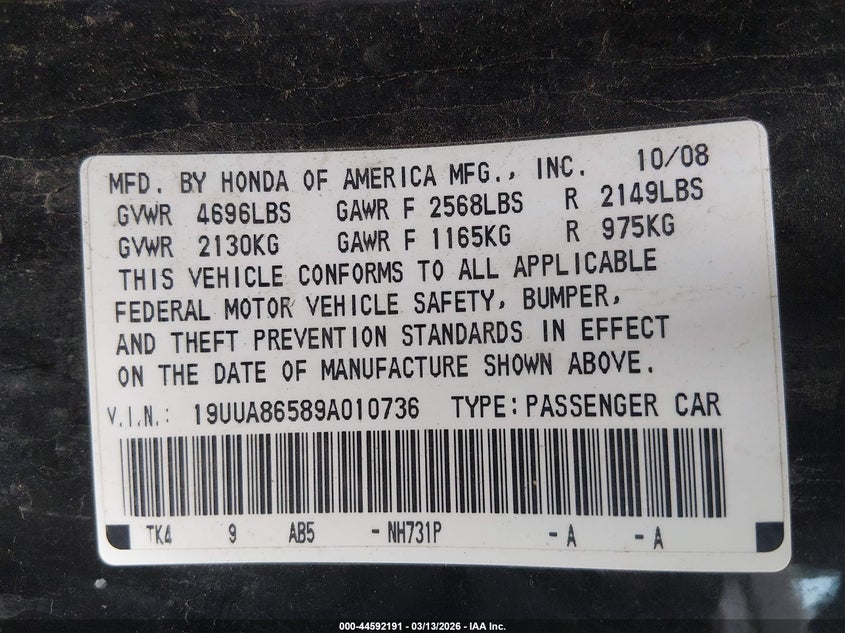 MFD. BY HONDA OF AMERICA MFG., INC. 10/08
GVWR 4696LBS GAWR F 2568LBS R 2149LBS
GVWR 2130KG GAWR F 1165KG R 975KG
THIS VEHICLE CONFORMS TO ALL APPLICABLE
FEDERAL MOTOR VEHICLE SAFETY, BUMPER,
AND THEFT PREVENTION STANDARDS IN EFFECT
ON THE DATE OF MANUFACTURE SHOWN ABOVE.
V.I.N.: 19UUA86589A010736 TYPE: PASSENGER CAR
TK4 9 AB5 - NH731P - A - A
000-44592191 - 03/13/2026 - IAA Inc.